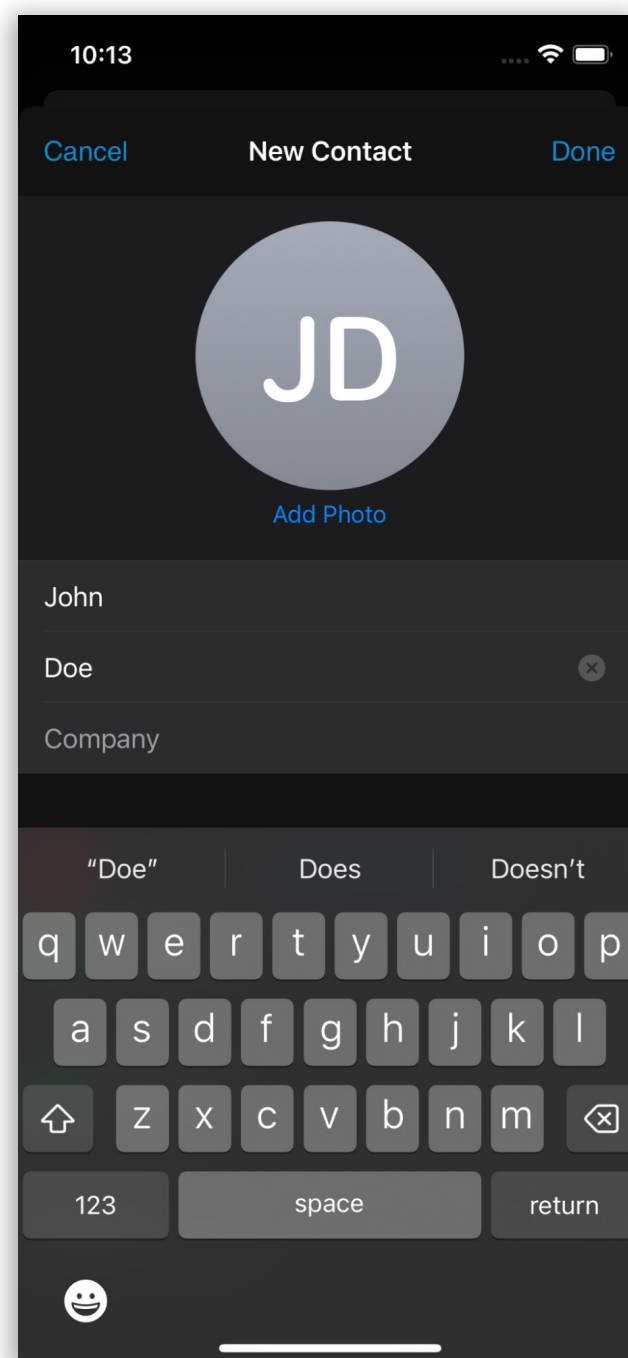 10:13
Cancel New Contact Done
JD
Add Photo
John
Doe
Company
“Doe” Does Doesn’t
q w e r t y u i o p
a s d f g h j k l
z x c v b n m
123 space return